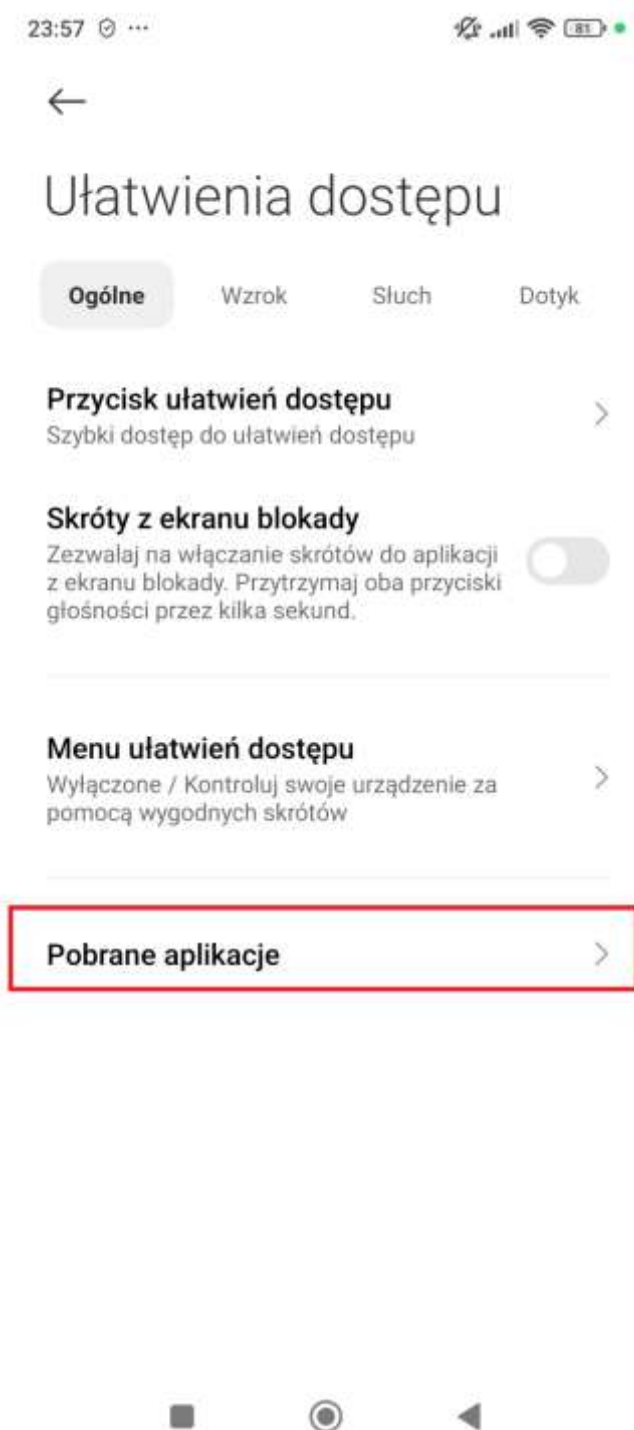 23:57
81
Ułatwienia dostępu
Ogólne Wzrok Słuch Dotyk
Przycisk ułatwień dostępu
Szybki dostęp do ułatwień dostępu
Skróty z ekranu blokady
Zezwalaj na włączanie skrótów do aplikacji
z ekranu blokady. Przytrzymaj oba przyciski
głośności przez kilka sekund.
Menu ułatwień dostępu
Wyłączone / Kontroluj swoje urządzenie za
pomocą wygodnych skrótów
Pobrane aplikacje